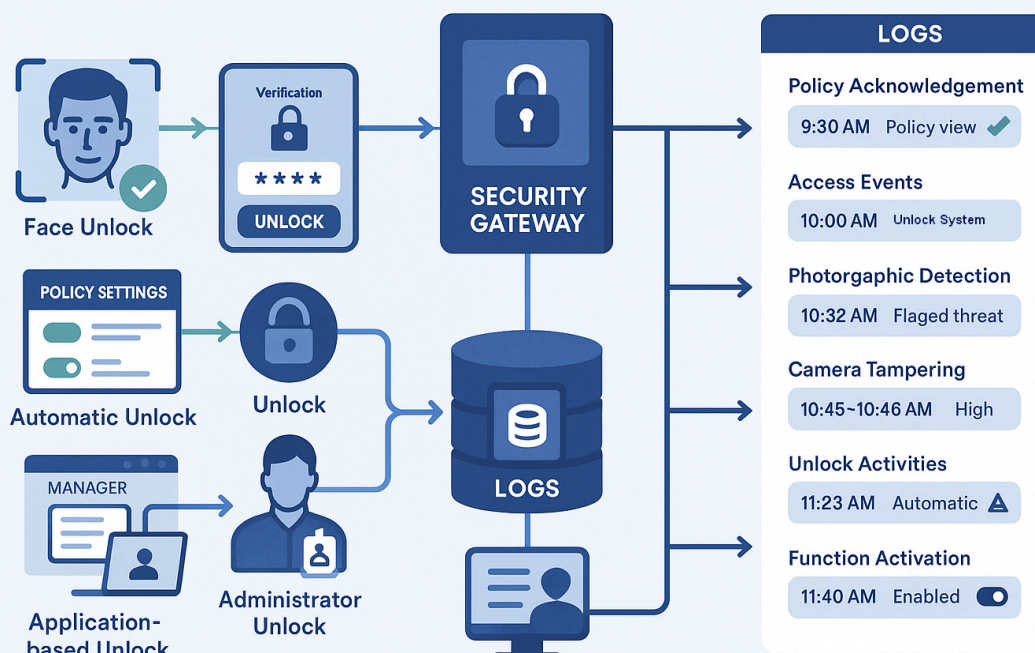 Face Unlock
Verification
****
UNLOCK
SECURITY
GATEWAY
POLICY SETTINGS
Automatic Unlock
Unlock
MANAGER
Application-
based Unlock
Administrator
Unlock
LOGS
LOGS
Policy Acknowledgement
9:30 AM Policy view
Access Events
10:00 AM Unlock System
Photorgaphic Detection
10:32 AM Flaged threat
Camera Tampering
10:45~10:46 AM High
Unlock Activities
11:23 AM Automatic
Function Activation
11:40 AM Enabled